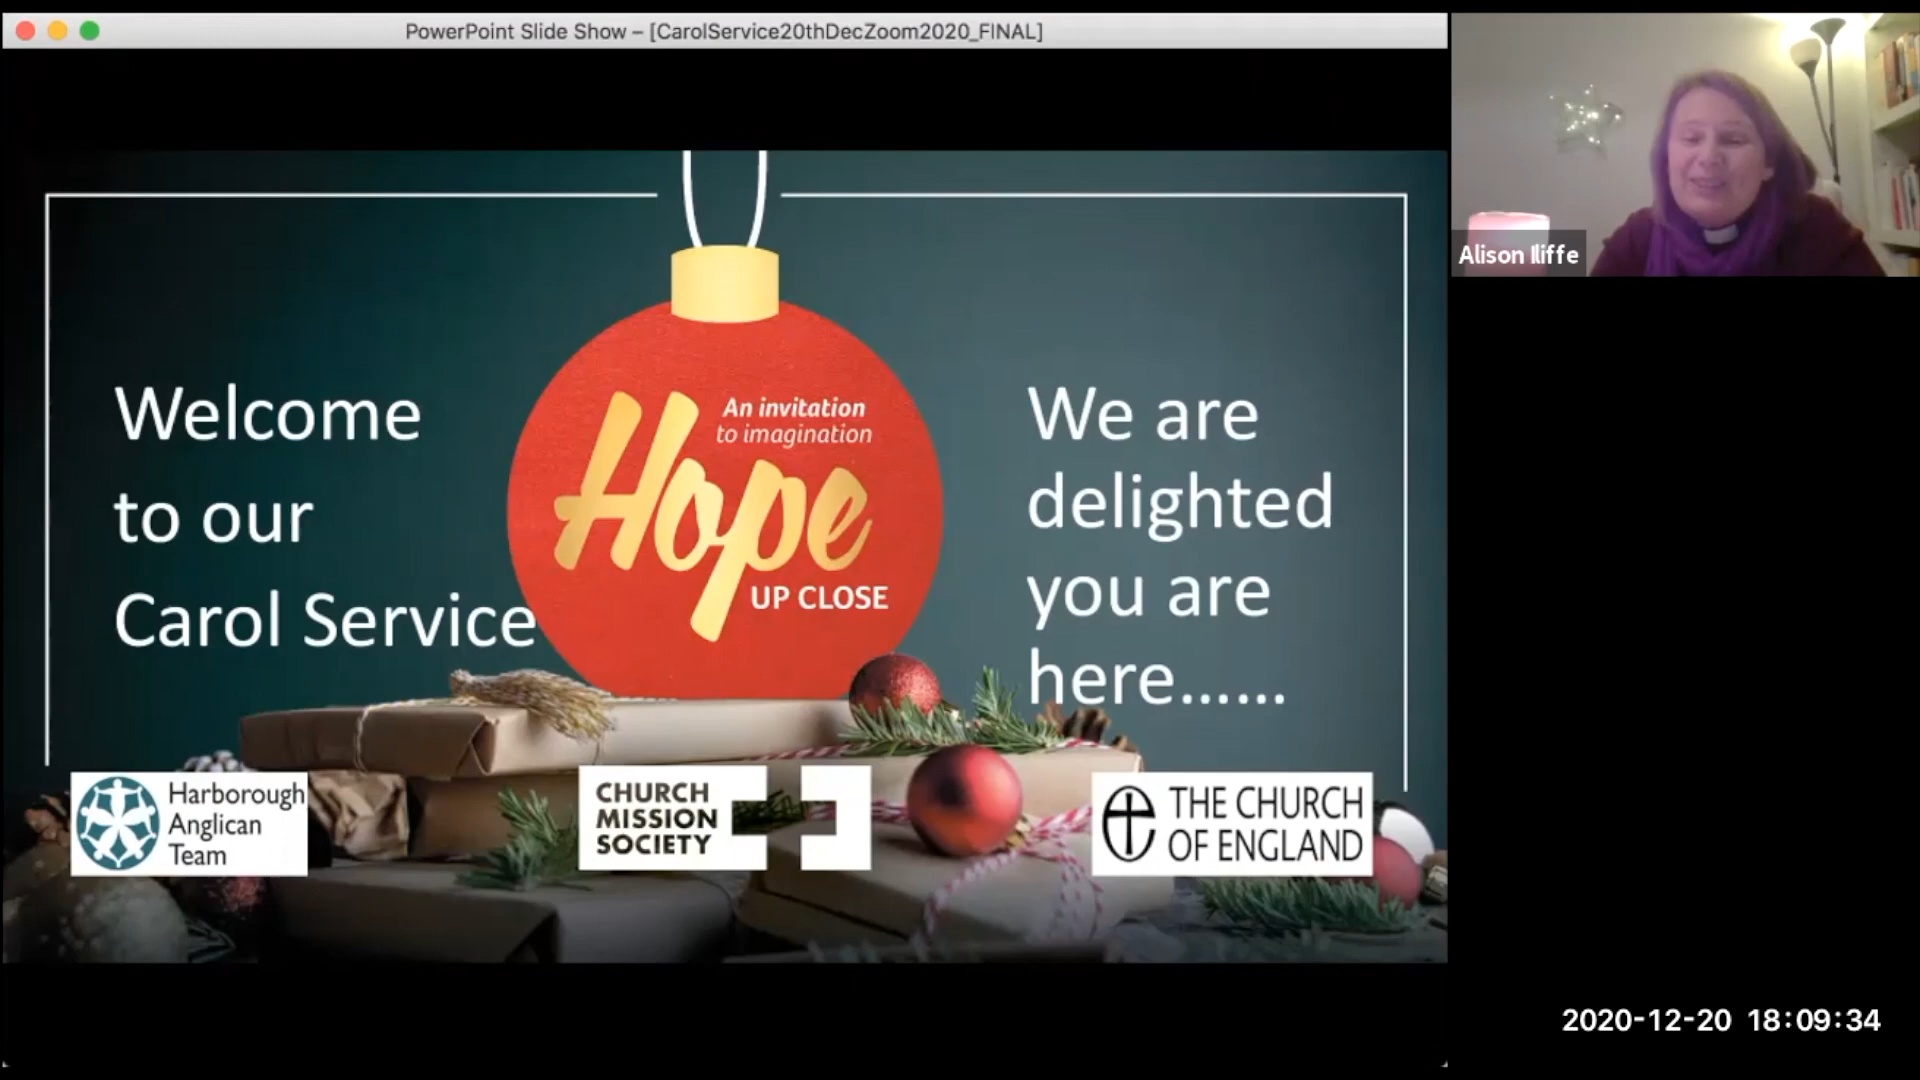 PowerPoint Slide Show – [CarolService20thDecZoom2020_FINAL]
Alison Iliffe
Welcome
to our
Carol Service
An invitation
to imagination
Hope
UP CLOSE
We are
delighted
you are
here......
Harborough
Anglican
Team
CHURCH
MISSION
SOCIETY
THE CHURCH
OF ENGLAND
2020-12-20 18:09:34